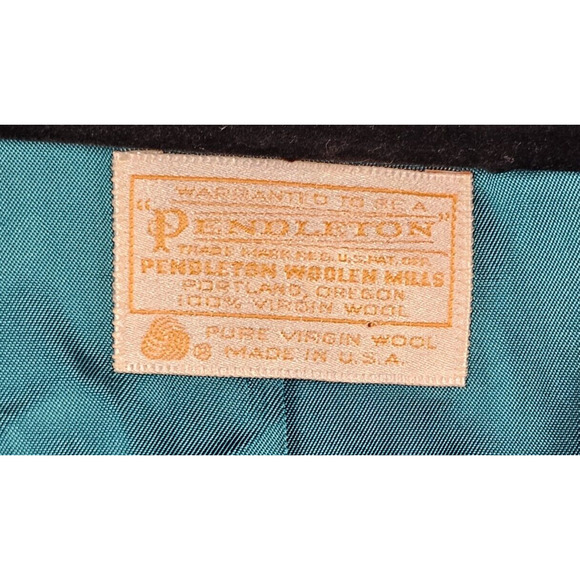 WARRANTED TO BE A
"PENDLETON"
TRADE MARK REG. U.S. PAT. OFF.
PENDLETON WOOLEN MILLS
PORTLAND, OREGON
100% VIRGIN WOOL
® PURE VIRGIN WOOL
MADE IN U.S.A.